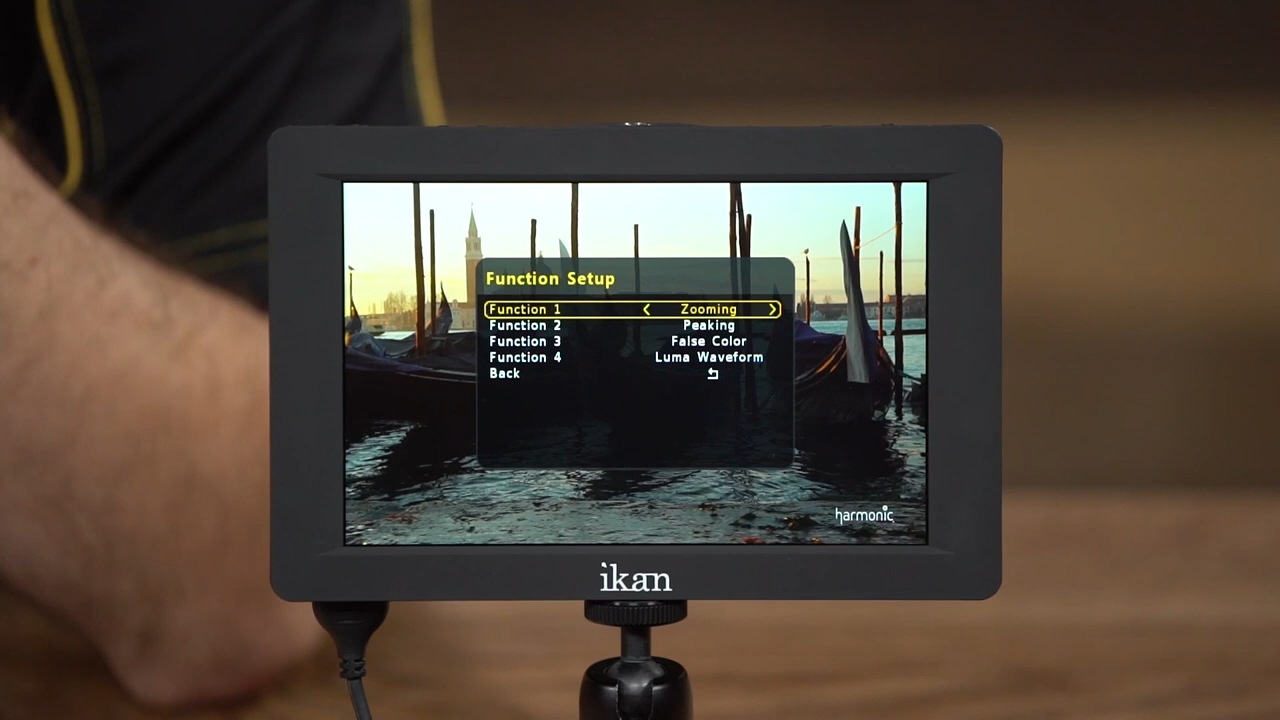 Function Setup
Function 1 < Zooming >
Function 2 Peaking
Function 3 False Color
Function 4 Luma Waveform
Back
harmonic
ikan